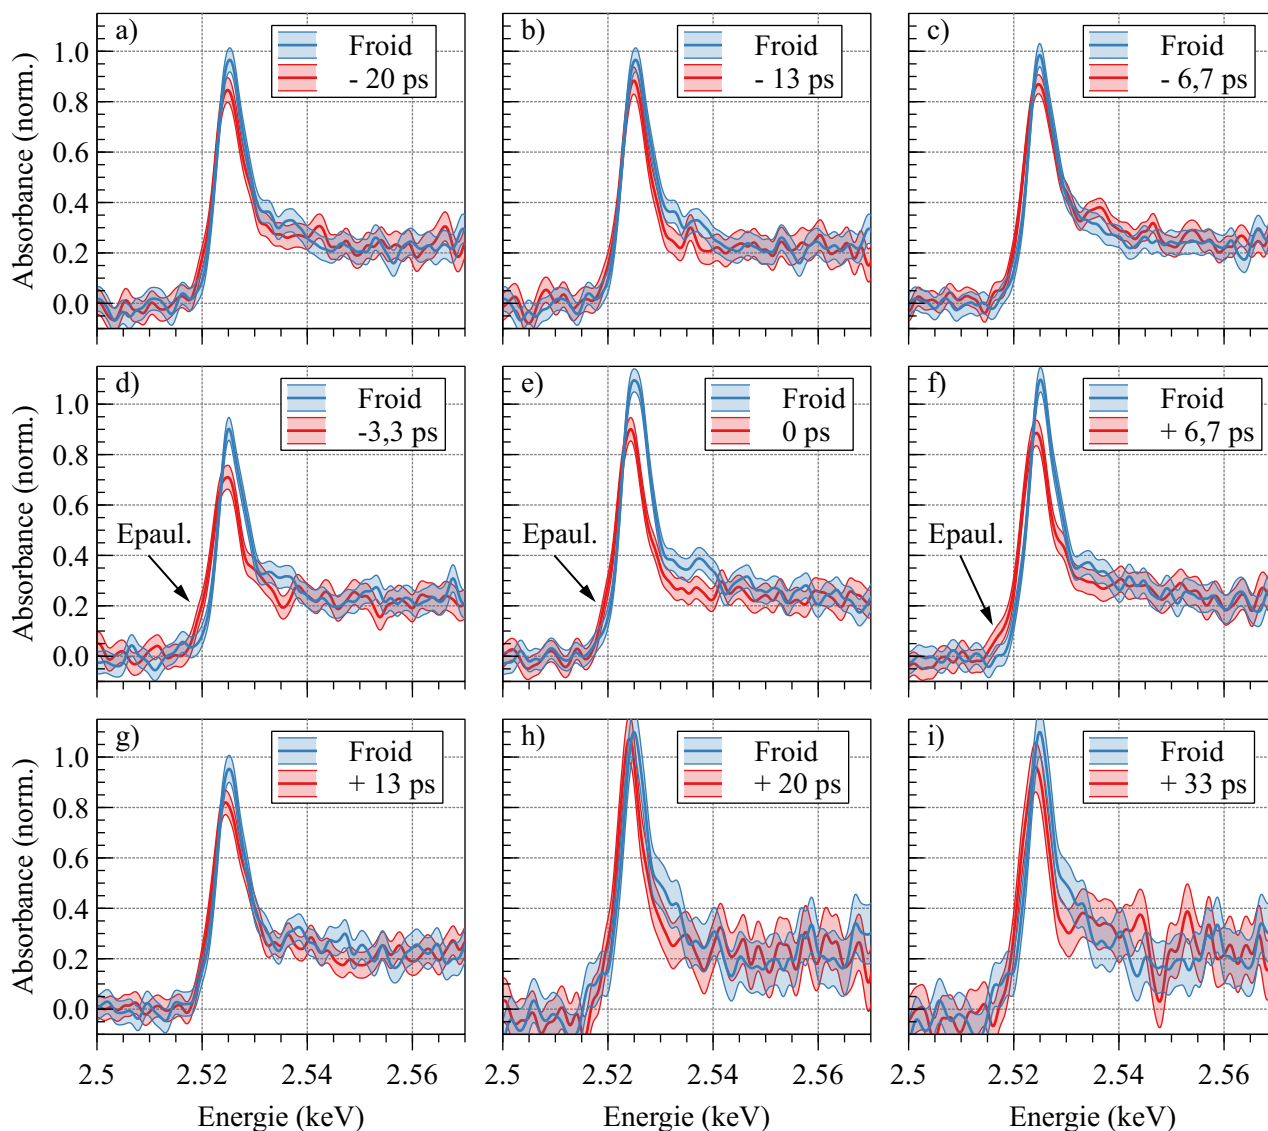 a)
Froid
- 20 ps
b)
Froid
- 13 ps
c)
Froid
- 6,7 ps
Absorbance (norm.)
1.0
0.8
0.6
0.4
0.2
0.0
d)
Froid
-3,3 ps
Epaul.
e)
Froid
0 ps
Epaul.
f)
Froid
+ 6,7 ps
Epaul.
Absorbance (norm.)
1.0
0.8
0.6
0.4
0.2
0.0
g)
Froid
+ 13 ps
h)
Froid
+ 20 ps
i)
Froid
+ 33 ps
Absorbance (norm.)
1.0
0.8
0.6
0.4
0.2
0.0
2.5 2.52 2.54 2.56
2.5 2.52 2.54 2.56
2.5 2.52 2.54 2.56
Energie (keV)
Energie (keV)
Energie (keV)